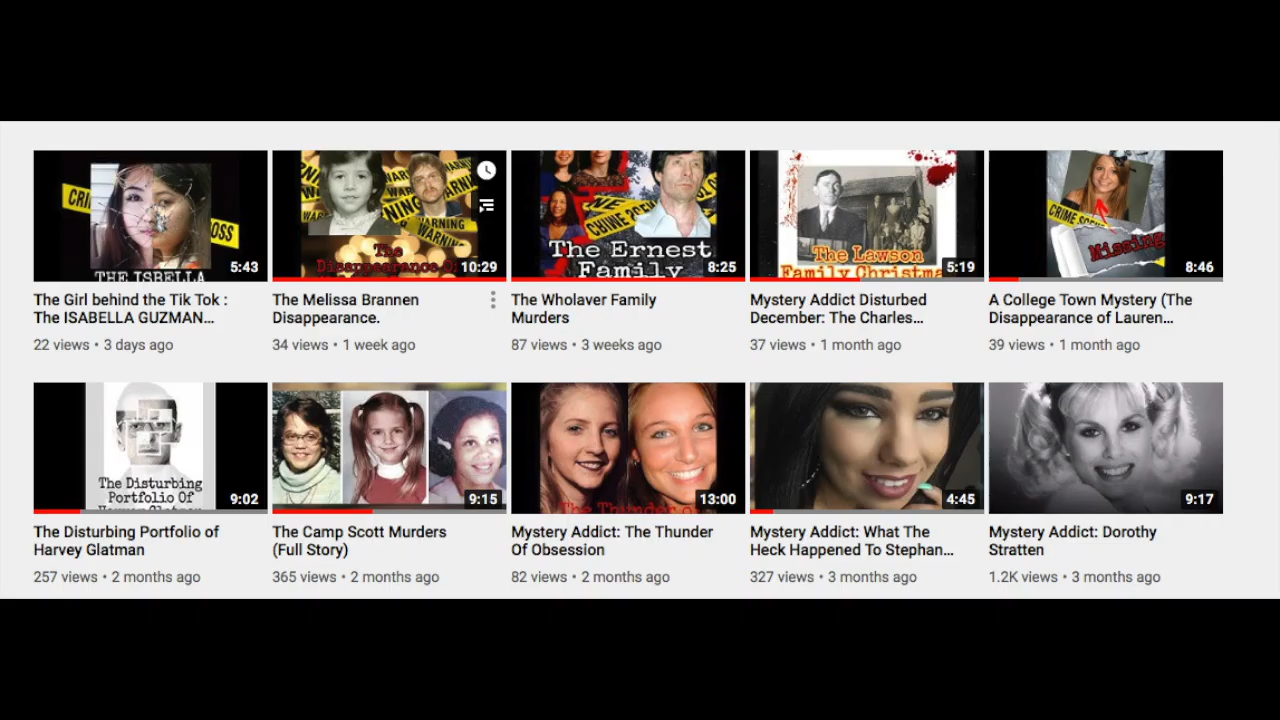 CRI
OSS
THE ISBELLA
5:43
WARNING
WARNING
The
Disappearance O
10:29
CRIME SCENE
The Ernest
Family
8:25
The Lawson
Family Christma
5:19
CRIME SC
Missing
8:46
The Girl behind the Tik Tok :
The ISABELLA GUZMAN...
22 views • 3 days ago
The Melissa Brannen
Disappearance.
34 views • 1 week ago
The Wholaver Family
Murders
87 views • 3 weeks ago
Mystery Addict Disturbed
December: The Charles...
37 views • 1 month ago
A College Town Mystery (The
Disappearance of Lauren...
39 views • 1 month ago
The Disturbing
Portfolio Of
9:02
9:15
The Thunder of
13:00
4:45
9:17
The Disturbing Portfolio of
Harvey Glatman
257 views • 2 months ago
The Camp Scott Murders
(Full Story)
365 views • 2 months ago
Mystery Addict: The Thunder
Of Obsession
82 views • 2 months ago
Mystery Addict: What The
Heck Happened To Stephan...
327 views • 3 months ago
Mystery Addict: Dorothy
Stratten
1.2K views • 3 months ago